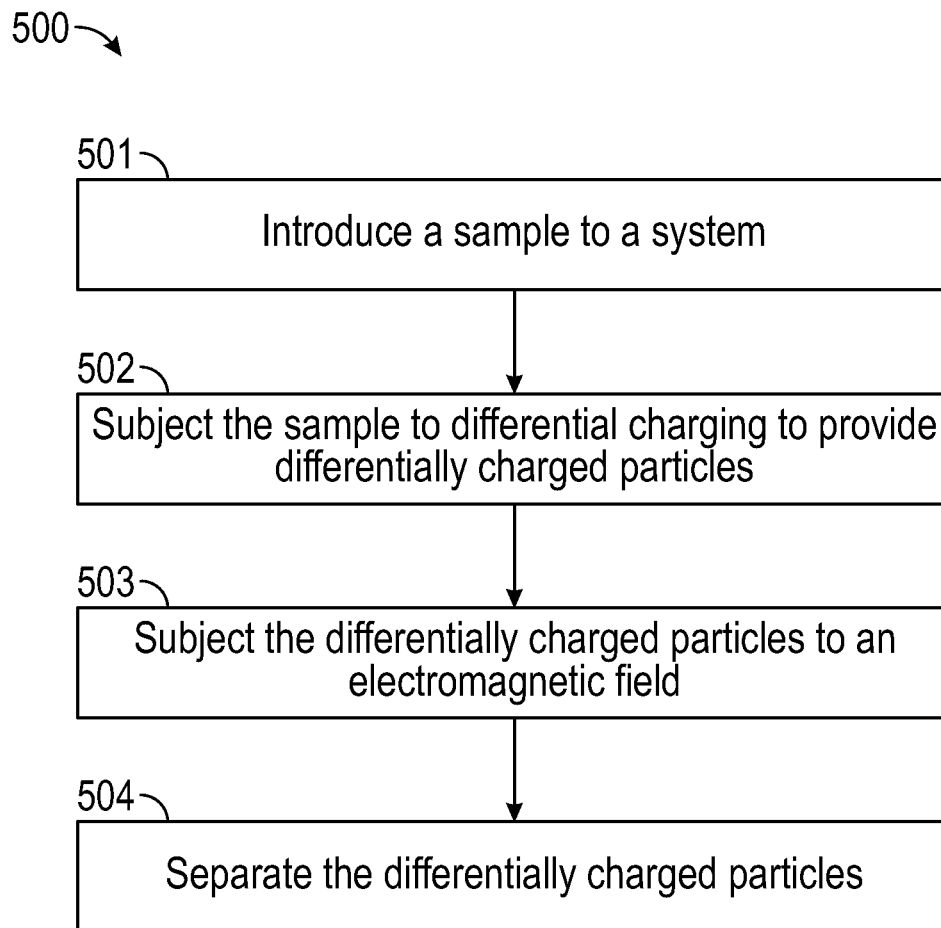 500
501
Introduce a sample to a system
502
Subject the sample to differential charging to provide
differentially charged particles
503
Subject the differentially charged particles to an
electromagnetic field
504
Separate the differentially charged particles